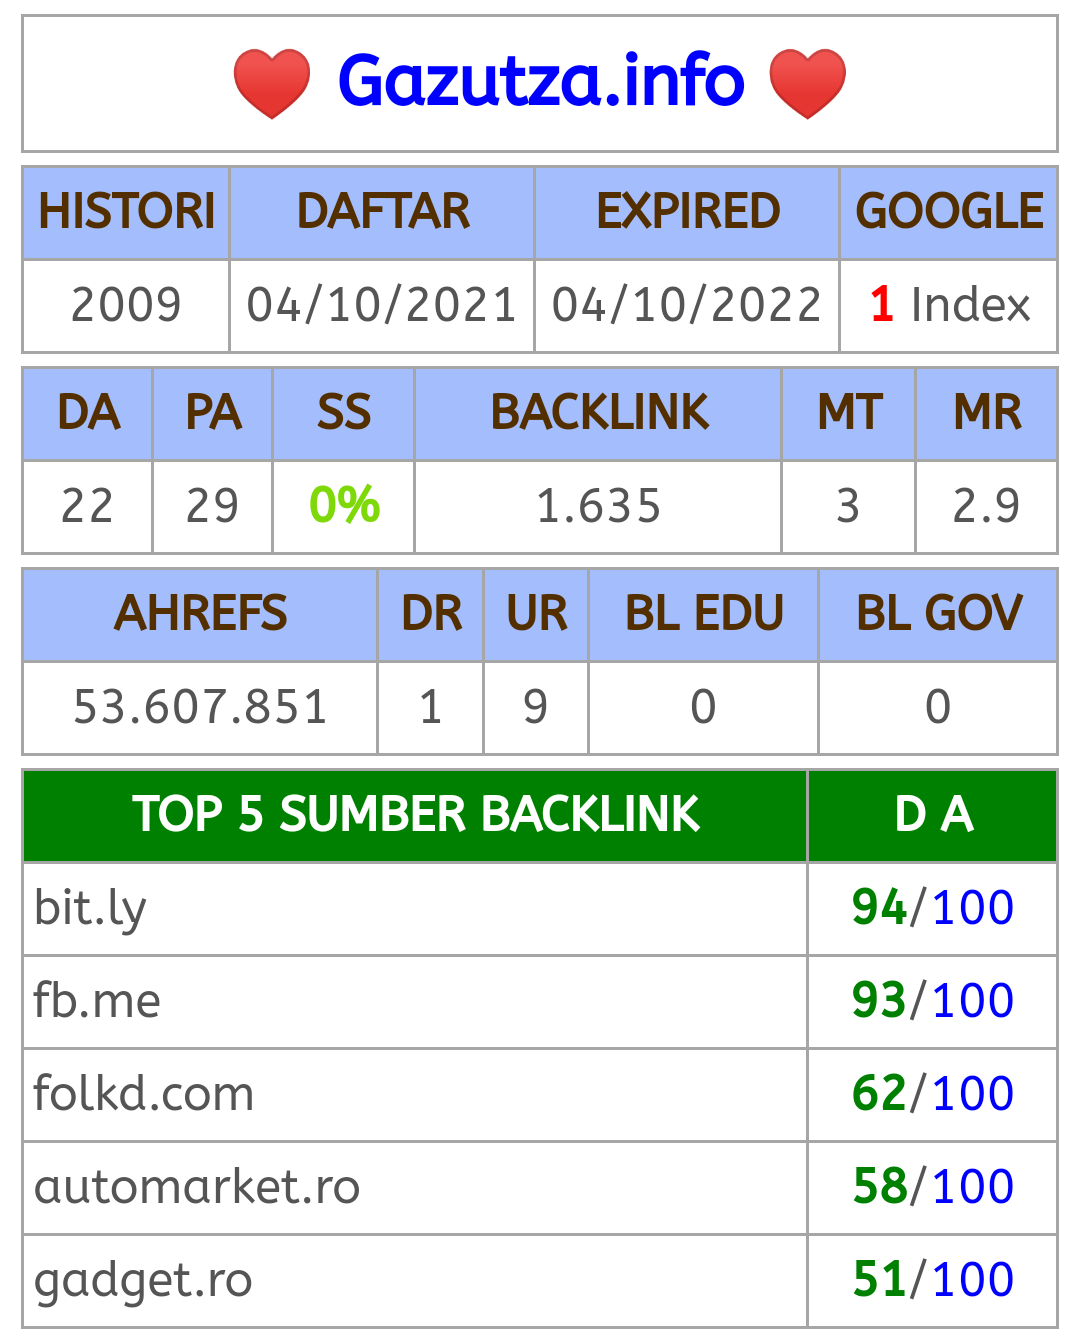 Gazutza.info
HISTORI DAFTAR EXPIRED GOOGLE
2009 04/10/2021 04/10/2022 1 Index
DA PA SS BACKLINK MT MR
22 29 0% 1.635 3 2.9
AHREFS DR UR BL EDU BL GOV
53.607.851 1 9 0 0
TOP 5 SUMBER BACKLINK D A
bit.ly 94/100
fb.me 93/100
folkd.com 62/100
automarket.ro 58/100
gadget.ro 51/100